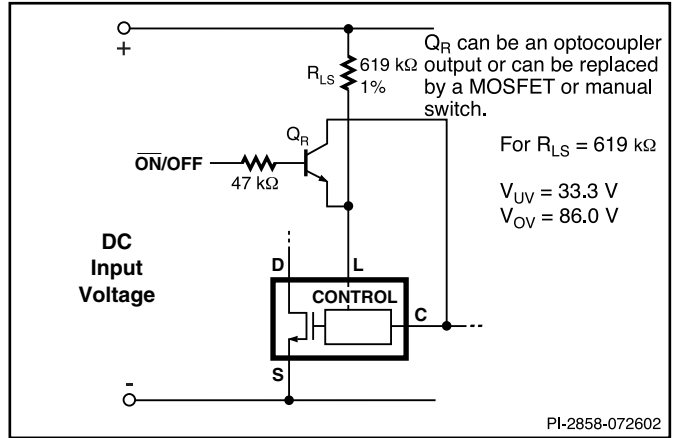 +
R_LS
619 kΩ
1%
Q_R can be an optocoupler
output or can be replaced
by a MOSFET or manual
switch.
Q_R
For R_LS = 619 kΩ
O̅N̅/OFF
47 kΩ
V_UV = 33.3 V
V_OV = 86.0 V
DC
Input
Voltage
D
L
CONTROL
C
S
-
PI-2858-072602